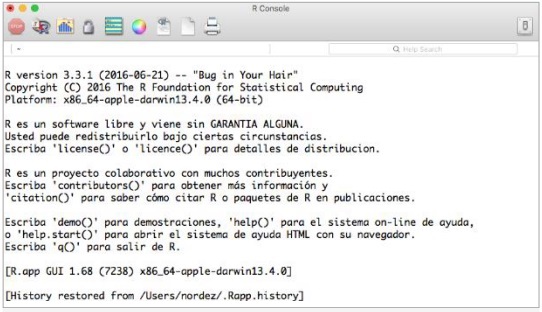 R Console
STOP
Q Help Search
R version 3.3.1 (2016-06-21) -- "Bug in Your Hair"
Copyright (C) 2016 The R Foundation for Statistical Computing
Platform: x86_64-apple-darwin13.4.0 (64-bit)
R es un software libre y viene sin GARANTIA ALGUNA.
Usted puede redistribuirlo bajo ciertas circunstancias.
Escriba 'license()' o 'licence()' para detalles de distribucion.
R es un proyecto colaborativo con muchos contribuyentes.
Escriba 'contributors()' para obtener más información y
'citation()' para saber cómo citar R o paquetes de R en publicaciones.
Escriba 'demo()' para demostraciones, 'help()' para el sistema on-line de ayuda,
o 'help.start()' para abrir el sistema de ayuda HTML con su navegador.
Escriba 'q()' para salir de R.
[R.app GUI 1.68 (7238) x86_64-apple-darwin13.4.0]
[History restored from /Users/nordez/.Rapp.history]